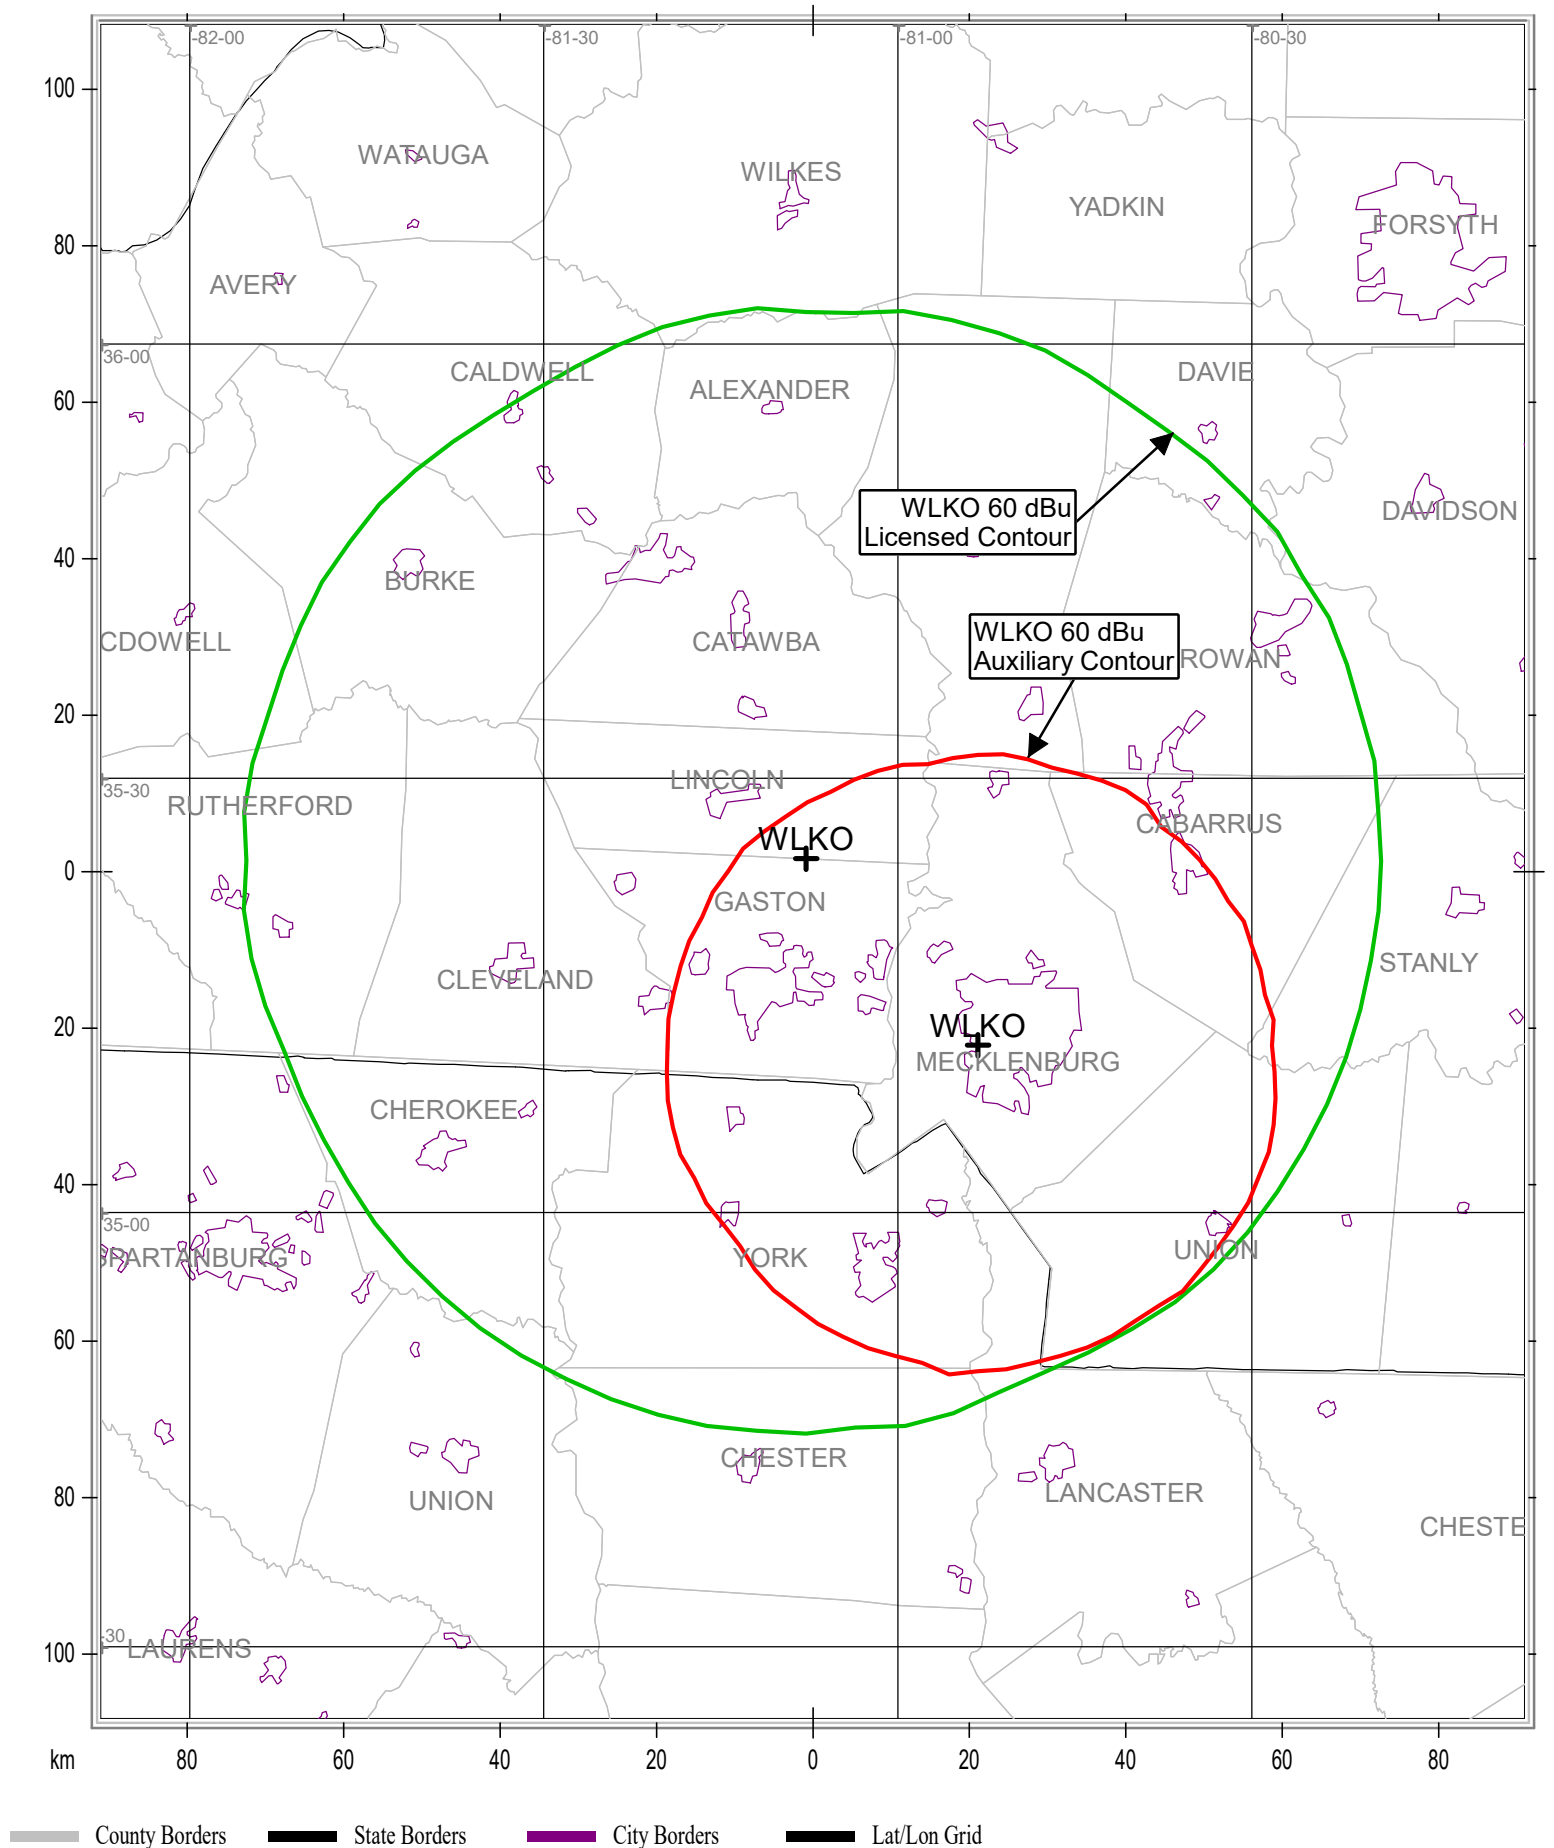 -82-00
-81-30
-81-00
-80-30
100
WATAUGA
WILKES
YADKIN
FORSYTH
80
AVERY
36-00
CALDWELL
ALEXANDER
DAVIE
60
WLKO 60 dBu
Licensed Contour
DAVIDSON
40
BURKE
WLKO 60 dBu
Auxiliary Contour
CDOWELL
CATAWBA
ROWAN
20
LINCOLN
35-30
RUTHERFORD
CABARRUS
WLKO
0
GASTON
CLEVELAND
STANLY
20
WLKO
MECKLENBURG
CHEROKEE
40
35-00
SPARTANBURG
YORK
UNION
60
CHESTER
80
UNION
LANCASTER
CHESTE
-30
100
LAURENS
km
80
60
40
20
0
20
40
60
80
County Borders
State Borders
City Borders
Lat/Lon Grid